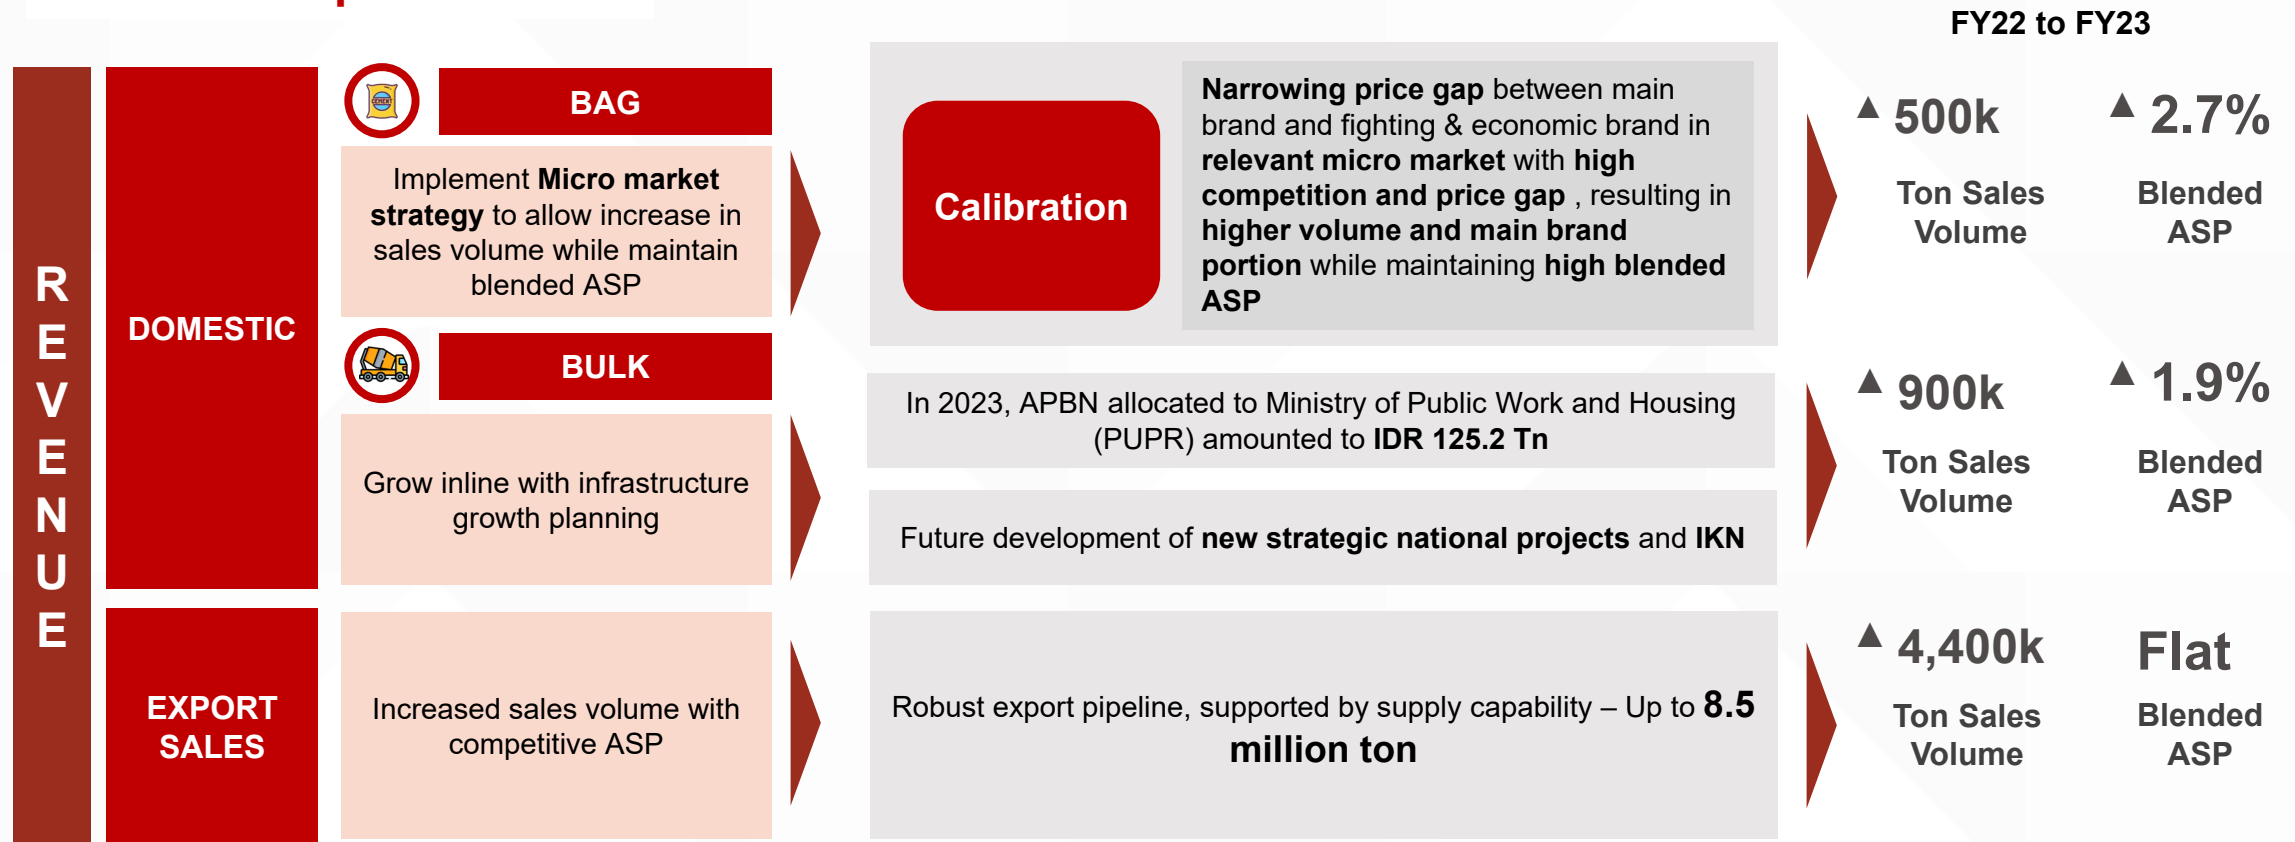 FY22 to FY23
REVENUE
DOMESTIC
BAG
CEMENT
Implement Micro market
strategy to allow increase in
sales volume while maintain
blended ASP
Calibration
Narrowing price gap between main
brand and fighting & economic brand in
relevant micro market with high
competition and price gap , resulting in
higher volume and main brand
portion while maintaining high blended
ASP
▲ 500k
Ton Sales
Volume
▲ 2.7%
Blended
ASP
BULK
Grow inline with infrastructure
growth planning
In 2023, APBN allocated to Ministry of Public Work and Housing
(PUPR) amounted to IDR 125.2 Tn
Future development of new strategic national projects and IKN
▲ 900k
Ton Sales
Volume
▲ 1.9%
Blended
ASP
EXPORT
SALES
Increased sales volume with
competitive ASP
Robust export pipeline, supported by supply capability – Up to 8.5
million ton
▲ 4,400k
Ton Sales
Volume
Flat
Blended
ASP